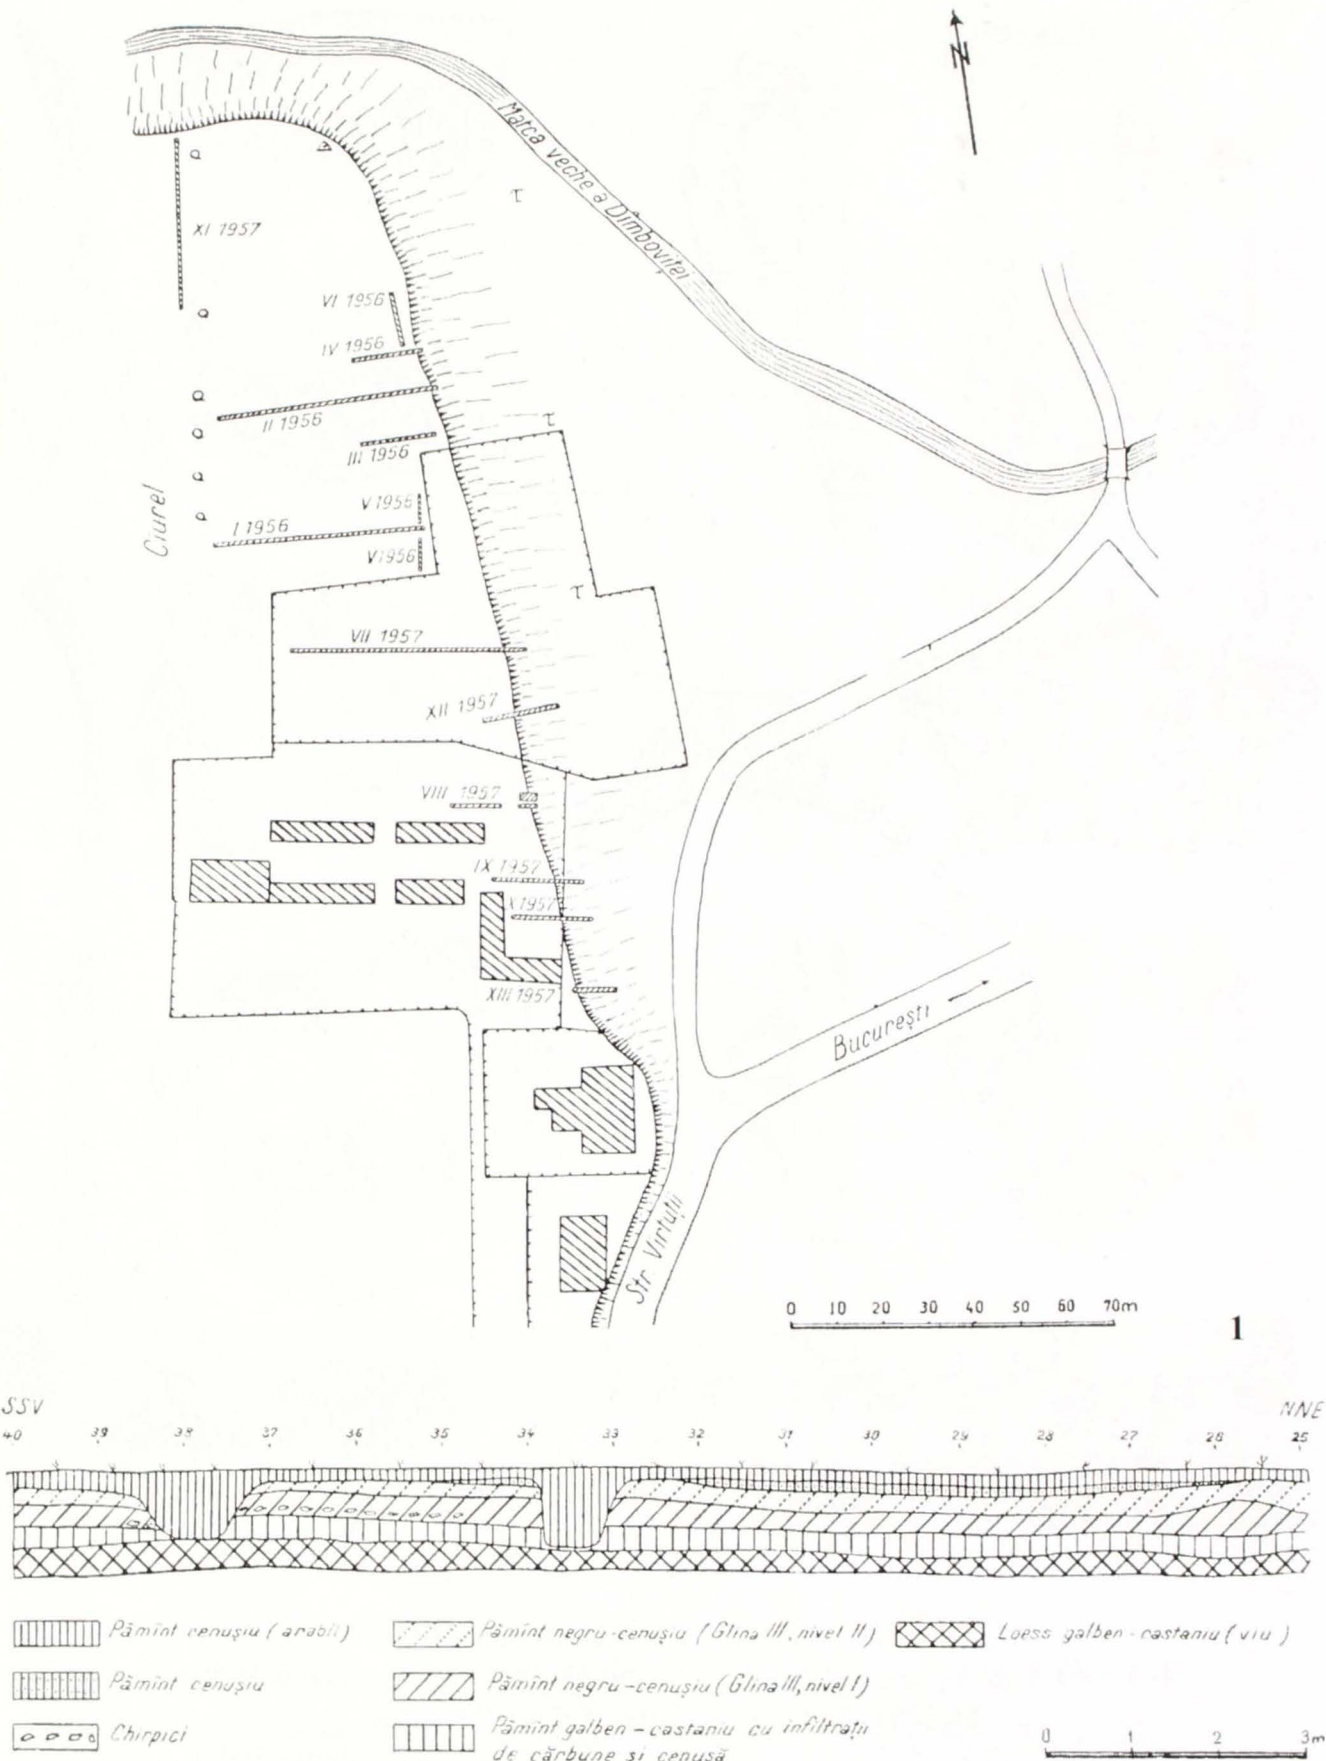 N
Matca veche a Dîmboviței
XI 1957
VI 1956
IV 1956
II 1956
III 1956
Ciurel
V 1956
I 1956
V 1956
VII 1957
XII 1957
VIII 1957
IX 1957
X 1957
XIII 1957
București
Str. Virtuții
0 10 20 30 40 50 60 70m
1
SSV NNE
40 39 38 37 36 35 33 32 31 30 29 28 27 26 25
Pămînt cenușiu (arabil)
Pămînt negru-cenușiu (Glina III, nivel II)
Loess galben-castaniu (viu)
Pămînt cenușiu
Pămînt negru-cenușiu (Glina III, nivel I)
Chirpici
Pămînt galben-castaniu cu infiltrații
de cărbune și cenușă
0 1 2 3m